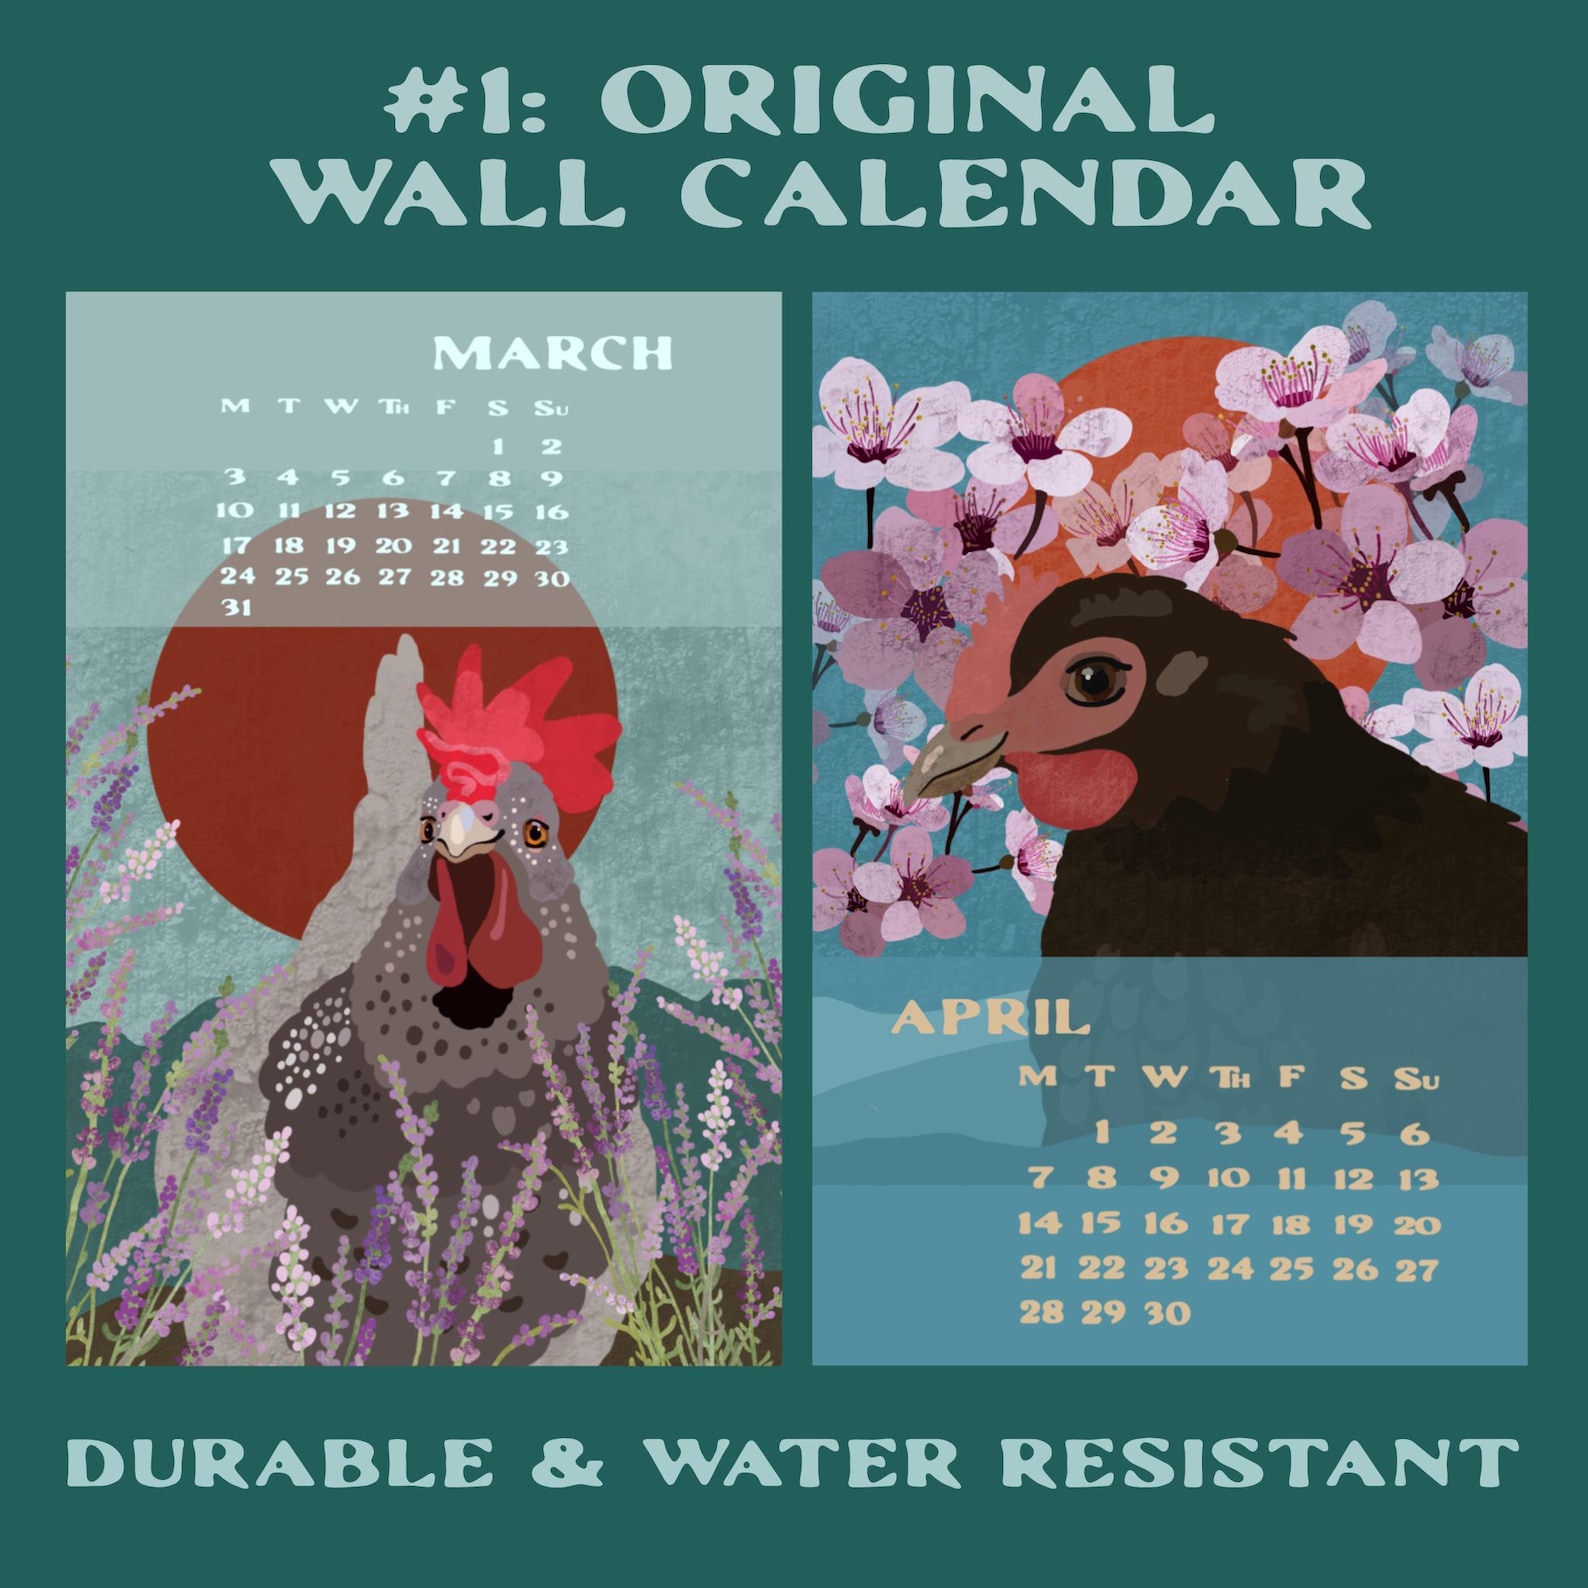 #1: ORIGINAL
WALL CALENDAR
MARCH
M T W TH F S SU
1 2
3 4 5 6 7 8 9
10 11 12 13 14 15 16
17 18 19 20 21 22 23
24 25 26 27 28 29 30
31
APRIL
M T W TH F S SU
1 2 3 4 5 6
7 8 9 10 11 12 13
14 15 16 17 18 19 20
21 22 23 24 25 26 27
28 29 30
DURABLE & WATER RESISTANT